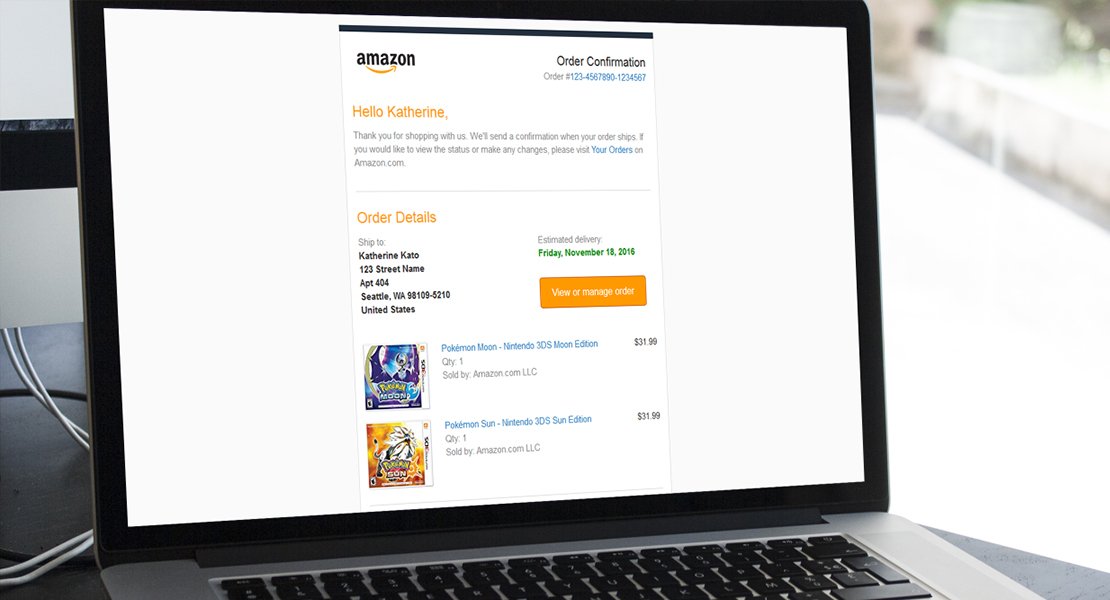 amazon
Order Confirmation
Order #123-4567890-1234567
Hello Katherine,
Thank you for shopping with us. We'll send a confirmation when your order ships. If
you would like to view the status or make any changes, please visit Your Orders on
Amazon.com.
Order Details
Ship to:
Katherine Kato
123 Street Name
Apt 404
Seattle, WA 98109-5210
United States
Estimated delivery:
Friday, November 18, 2016
View or manage order
Pokémon Moon - Nintendo 3DS Moon Edition
$31.99
Qty: 1
Sold by: Amazon.com LLC
POKÉMON
MOON
Pokémon Sun - Nintendo 3DS Sun Edition
$31.99
Qty: 1
Sold by: Amazon.com LLC
POKÉMON
SUN